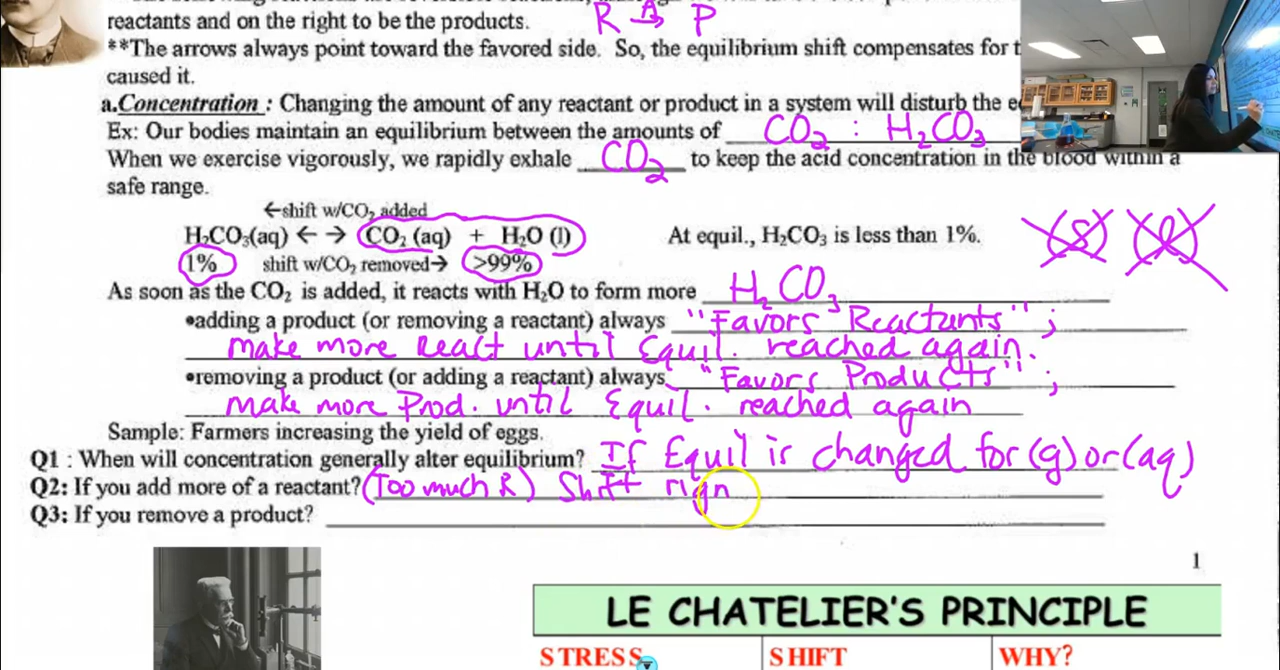 reactants and on the right to be the products. R ⇌ P
**The arrows always point toward the favored side. So, the equilibrium shift compensates for t
caused it.
a.Concentration : Changing the amount of any reactant or product in a system will disturb the e
Ex: Our bodies maintain an equilibrium between the amounts of CO₂ : H₂CO₃
When we exercise vigorously, we rapidly exhale CO₂ to keep the acid concentration in the blood within a
safe range.
←shift w/CO₂ added
H₂CO₃(aq) ← → CO₂ (aq) + H₂O (l) At equil., H₂CO₃ is less than 1%. (s) (l)
1% shift w/CO₂ removed→ >99%
As soon as the CO₂ is added, it reacts with H₂O to form more H₂CO₃
•adding a product (or removing a reactant) always "Favors Reactants" ;
make more React until Equil. reached again.
•removing a product (or adding a reactant) always "Favors Products" ;
make more Prod. until Equil. reached again
Sample: Farmers increasing the yield of eggs.
Q1 : When will concentration generally alter equilibrium? If Equil is changed for (g) or (aq)
Q2: If you add more of a reactant? (Too much R) Shift righ
Q3: If you remove a product?
1
LE CHATELIER'S PRINCIPLE
STRESS SHIFT WHY?